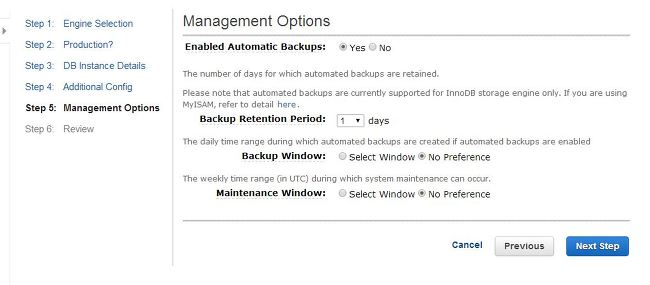 Step 1: Engine Selection
Step 2: Production?
Step 3: DB Instance Details
Step 4: Additional Config
Step 5: Management Options
Step 6: Review
Management Options
Enabled Automatic Backups: Yes No
The number of days for which automated backups are retained.
Please note that automated backups are currently supported for InnoDB storage engine only. If you are using
MyISAM, refer to detail here.
Backup Retention Period: 1 days
The daily time range during which automated backups are created if automated backups are enabled
Backup Window: Select Window No Preference
The weekly time range (in UTC) during which system maintenance can occur.
Maintenance Window: Select Window No Preference
Cancel Previous Next Step